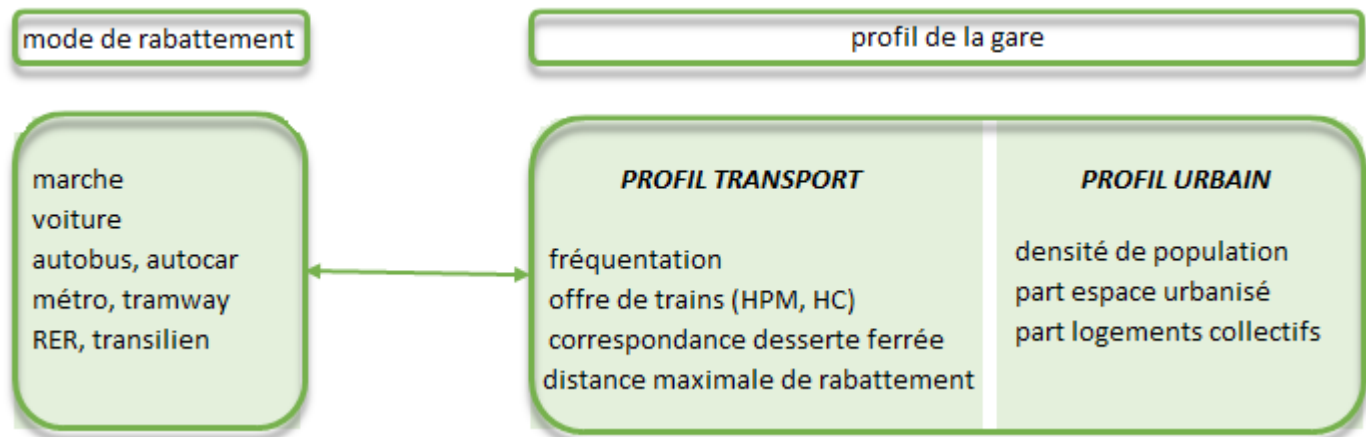 mode de rabattement
profil de la gare
marche
voiture
autobus, autocar
métro, tramway
RER, transilien
PROFIL TRANSPORT
fréquentation
offre de trains (HPM, HC)
correspondance desserte ferrée
distance maximale de rabattement
PROFIL URBAIN
densité de population
part espace urbanisé
part logements collectifs